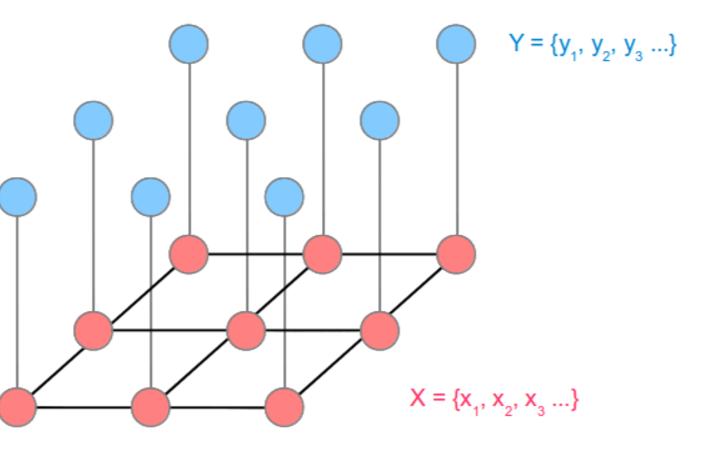 Y = {y₁, y₂, y₃ ...}
X = {x₁, x₂, x₃ ...}